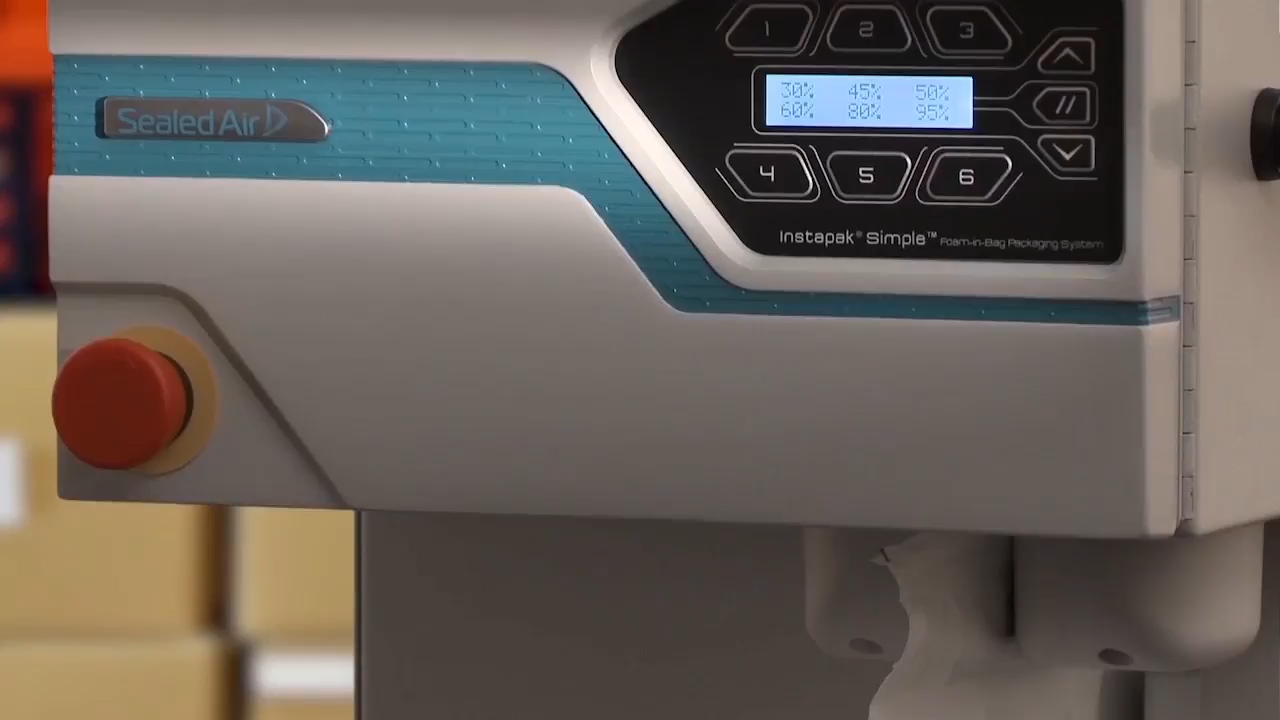 1 2 3
Sealed Air
30% 45% 50%
60% 80% 95%
//
4 5 6
Instapak® Simple™ Foam-in-Bag Packaging System